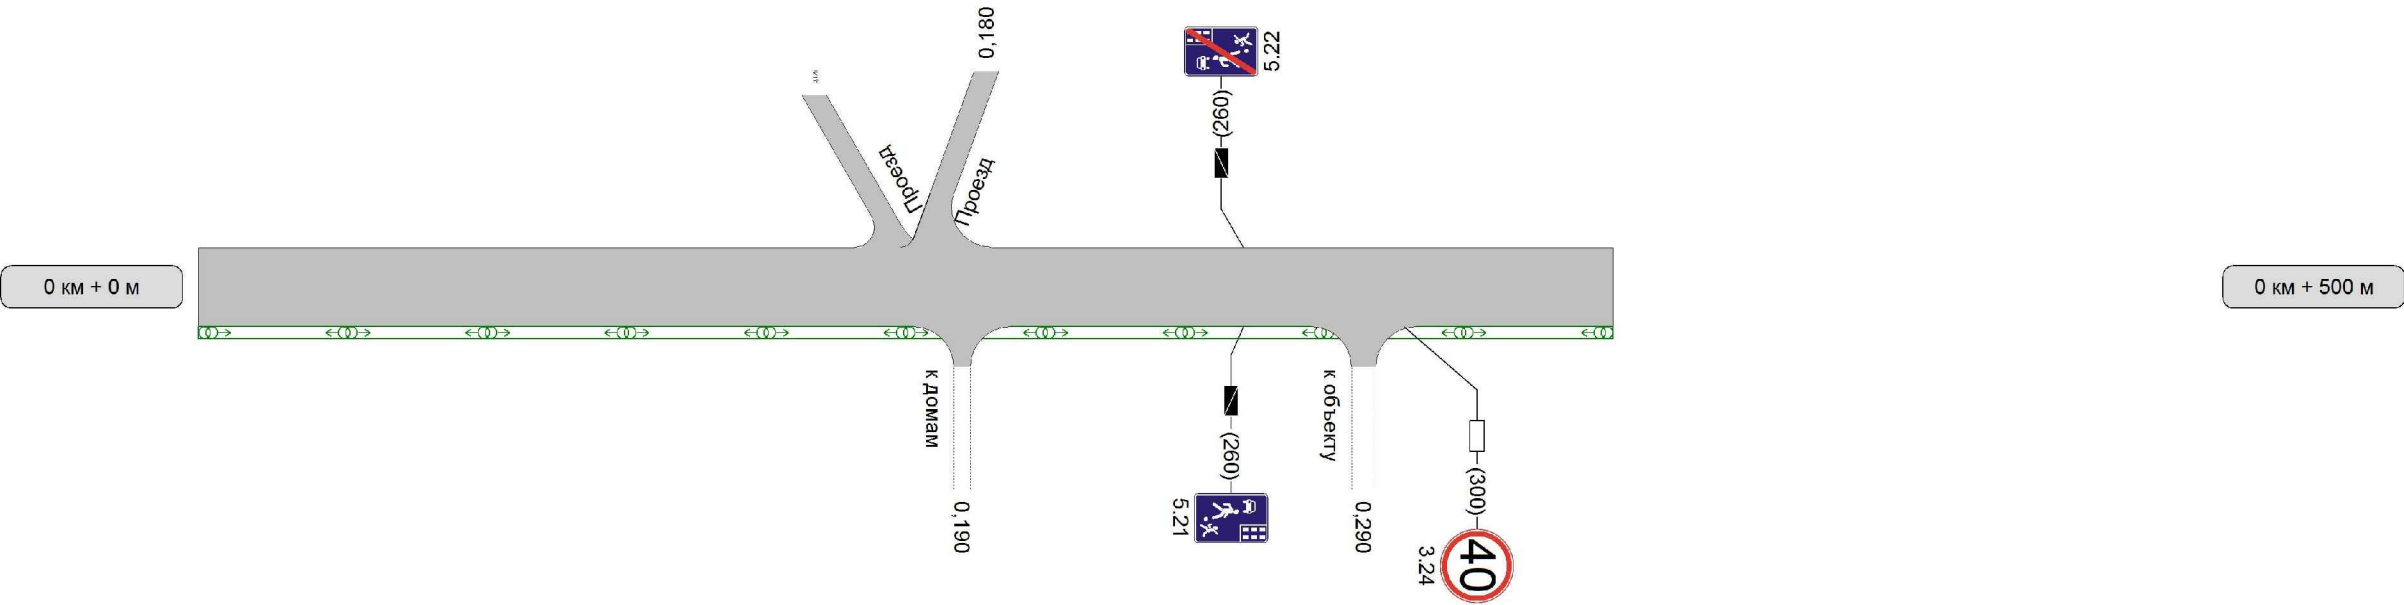 0,180
5.22
(260)
Проезд
Проезд
0 км + 0 м
0 км + 500 м
к домам
0,190
(260)
5.21
к объекту
0,290
(300)
40
3.24